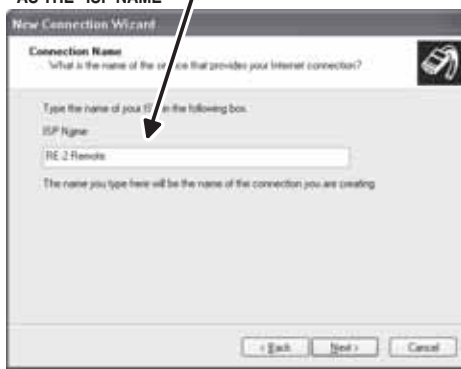 AS THE "ISP NAME"
New Connection Wizard
Connection Name
What is the name of the service that provides your Internet connection?
Type the name of your ISP in the following box.
ISP Name
RE-2 Remote
The name you type here will be the name of the connection you are creating.
< Back
Next >
Cancel